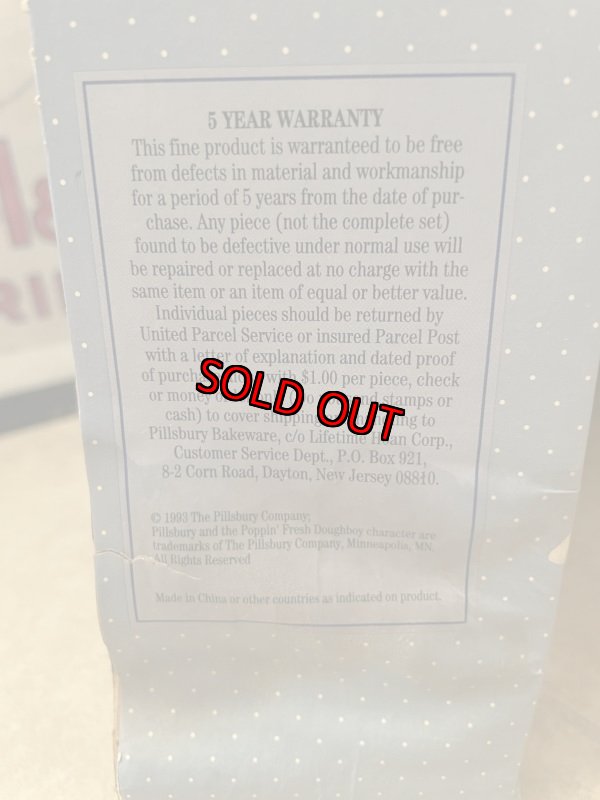 5 YEAR WARRANTY
This fine product is warranteed to be free
from defects in material and workmanship
for a period of 5 years from the date of pur-
chase. Any piece (not the complete set)
found to be defective under normal use will
be repaired or replaced at no charge with the
same item or an item of equal or better value.
Individual pieces should be returned by
United Parcel Service or insured Parcel Post
with a letter of explanation and dated proof
of with $1.00 per piece, check
or money stamps or
cash) to cover to
SOLD OUT
Pillsbury Bakeware, c/o Lifetime Hoan Corp.,
Customer Service Dept., P.O. Box 921,
8-2 Corn Road, Dayton, New Jersey 08810.
© 1993 The Pillsbury Company;
Pillsbury and the Poppin' Fresh Doughboy character are
trademarks of The Pillsbury Company, Minneapolis, MN.
All Rights Reserved
Made in China or other countries as indicated on product.